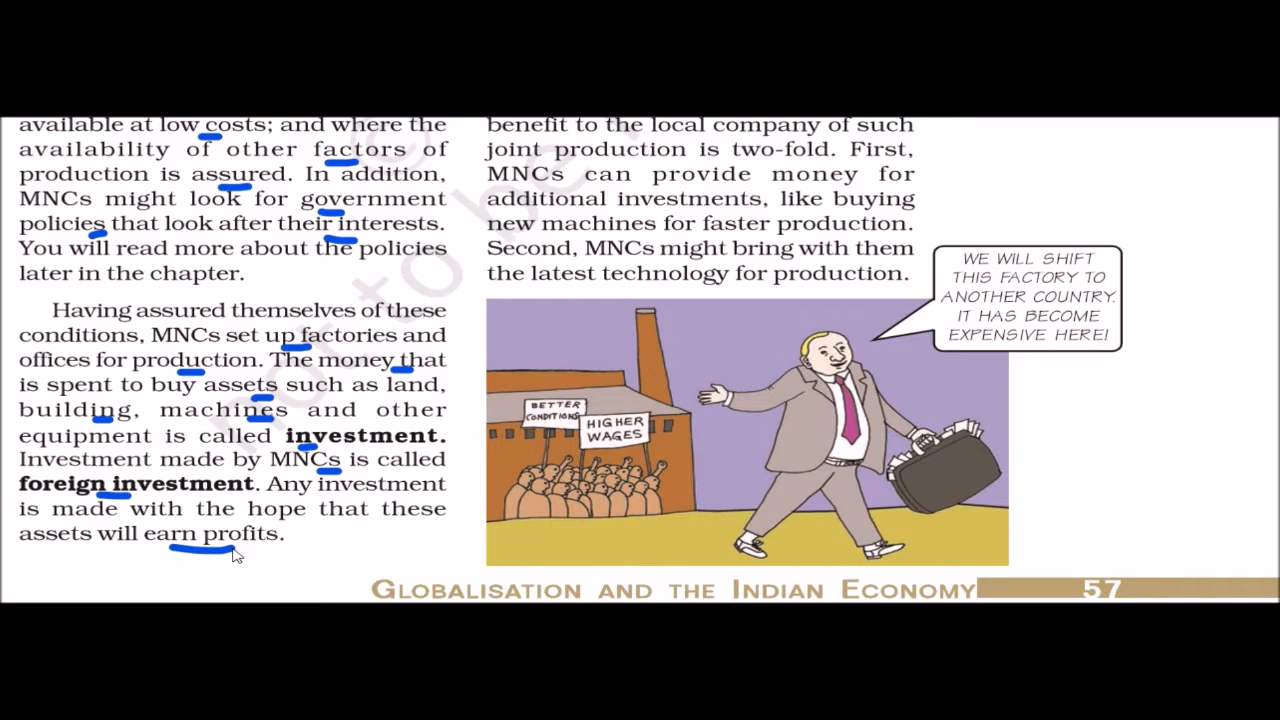 available at low costs; and where the
availability of other factors of
production is assured. In addition,
MNCs might look for government
policies that look after their interests.
You will read more about the policies
later in the chapter.
Having assured themselves of these
conditions, MNCs set up factories and
offices for production. The money that
is spent to buy assets such as land,
building, machines and other
equipment is called investment.
Investment made by MNCs is called
foreign investment. Any investment
is made with the hope that these
assets will earn profits.
benefit to the local company of such
joint production is two-fold. First,
MNCs can provide money for
additional investments, like buying
new machines for faster production.
Second, MNCs might bring with them
the latest technology for production.
WE WILL SHIFT
THIS FACTORY TO
ANOTHER COUNTRY.
IT HAS BECOME
EXPENSIVE HERE!
BETTER
CONDITIONS
HIGHER
WAGES
GLOBALISATION AND THE INDIAN ECONOMY 57
©
not to be r